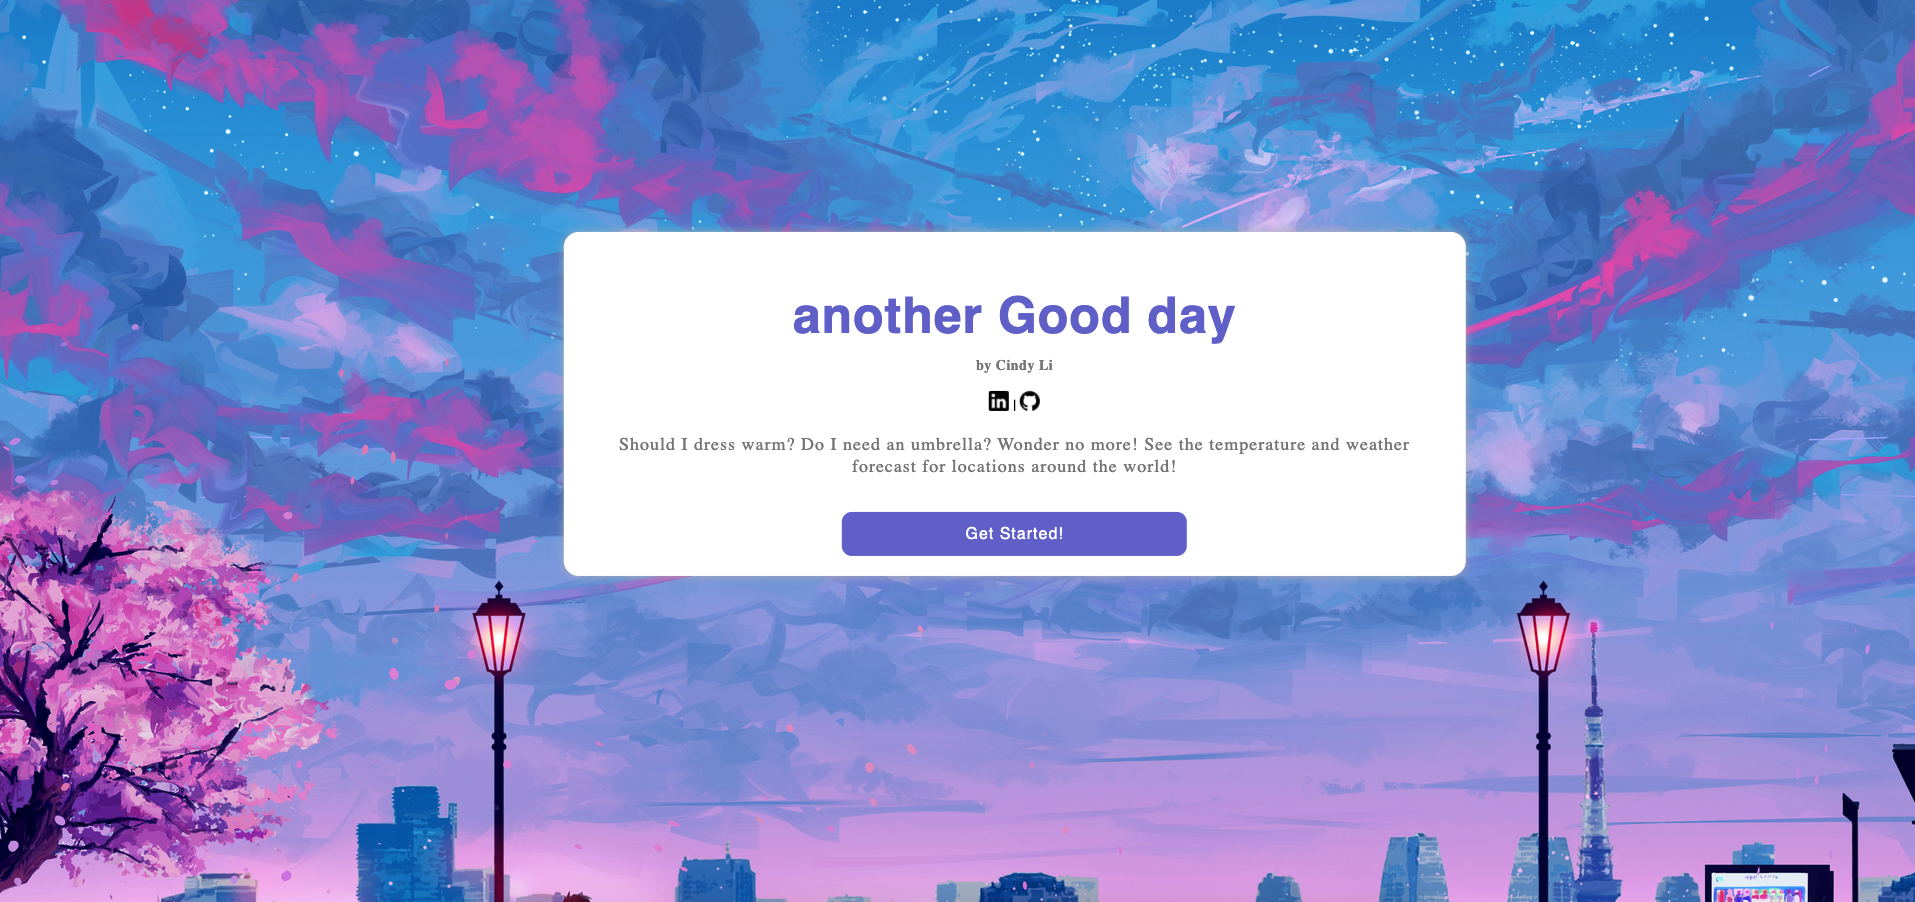 another Good day
by Cindy Li
in |
Should I dress warm? Do I need an umbrella? Wonder no more! See the temperature and weather
forecast for locations around the world!
Get Started!